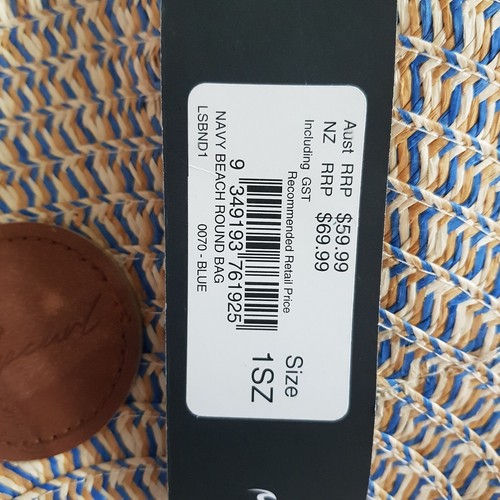 Aust RRP $59.99
NZ RRP $69.99
Including GST
Recommended Retail Price
Size
1SZ
9 349193 761925
NAVY BEACH ROUND BAG
LSBND1
0070 - BLUE